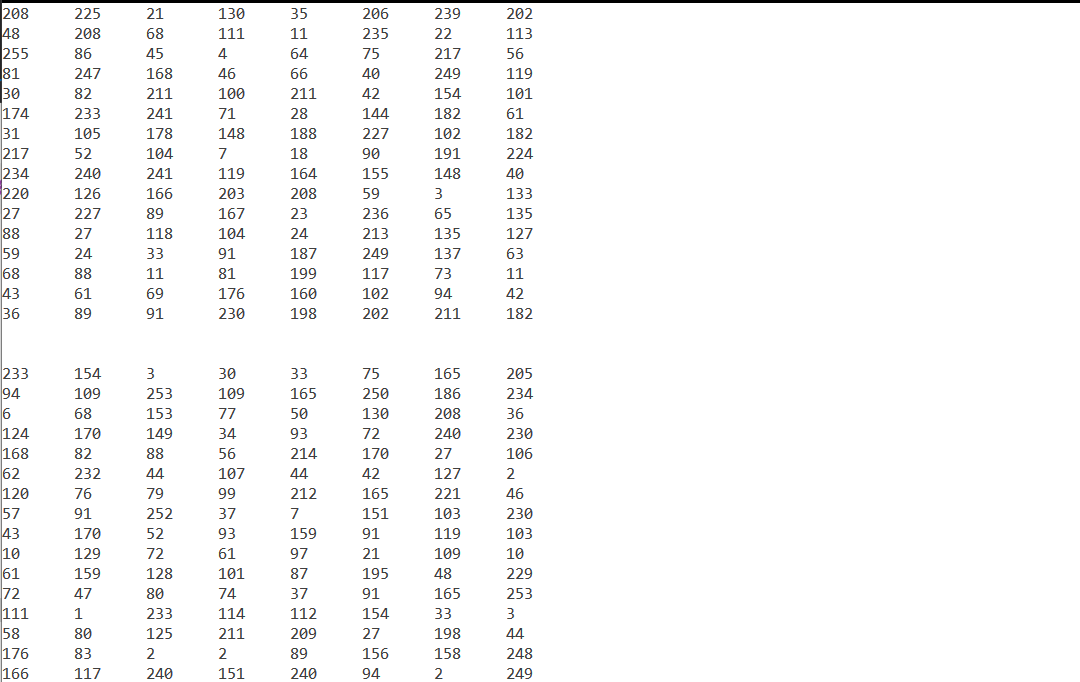 208 225 21 130 35 206 239 202
48 208 68 111 11 235 22 113
255 86 45 4 64 75 217 56
81 247 168 46 66 40 249 119
30 82 211 100 211 42 154 101
174 233 241 71 28 144 182 61
31 105 178 148 188 227 102 182
217 52 104 7 18 90 191 224
234 240 241 119 164 155 148 40
220 126 166 203 208 59 3 133
27 227 89 167 23 236 65 135
88 27 118 104 24 213 135 127
59 24 33 91 187 249 137 63
68 88 11 81 199 117 73 11
43 61 69 176 160 102 94 42
36 89 91 230 198 202 211 182
233 154 3 30 33 75 165 205
94 109 253 109 165 250 186 234
6 68 153 77 50 130 208 36
124 170 149 34 93 72 240 230
168 82 88 56 214 170 27 106
62 232 44 107 44 42 127 2
120 76 79 99 212 165 221 46
57 91 252 37 7 151 103 230
43 170 52 93 159 91 119 103
10 129 72 61 97 21 109 10
61 159 128 101 87 195 48 229
72 47 80 74 37 91 165 253
111 1 233 114 112 154 33 3
58 80 125 211 209 27 198 44
176 83 2 2 89 156 158 248
166 117 240 151 240 94 2 249